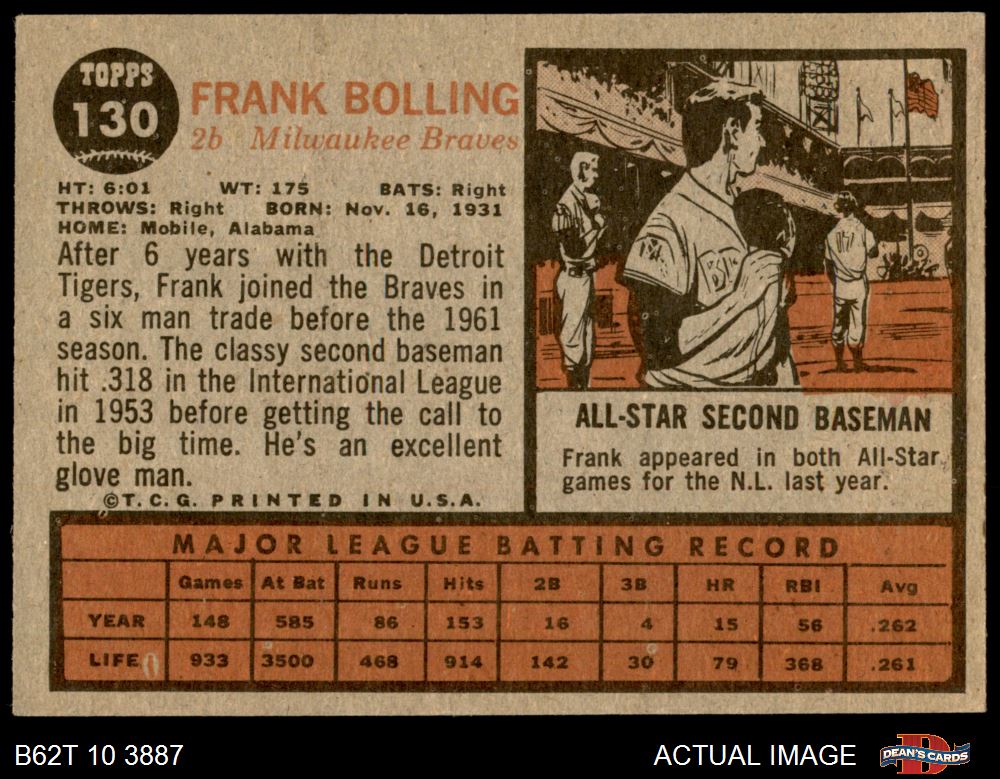 TOPPS
130
FRANK BOLLING
2b Milwaukee Braves
HT: 6:01 WT: 175 BATS: Right
THROWS: Right BORN: Nov. 16, 1931
HOME: Mobile, Alabama
After 6 years with the Detroit
Tigers, Frank joined the Braves in
a six man trade before the 1961
season. The classy second baseman
hit .318 in the International League
in 1953 before getting the call to
the big time. He's an excellent
glove man.
©T.C.G. PRINTED IN U.S.A.
ALL-STAR SECOND BASEMAN
Frank appeared in both All-Star
games for the N.L. last year.
MAJOR LEAGUE BATTING RECORD
Games At Bat Runs Hits 2B 3B HR RBI Avg
YEAR 148 585 86 153 16 4 15 56 .262
LIFE 933 3500 468 914 142 30 79 368 .261
B62T 10 3887
ACTUAL IMAGE
DEAN'S CARDS